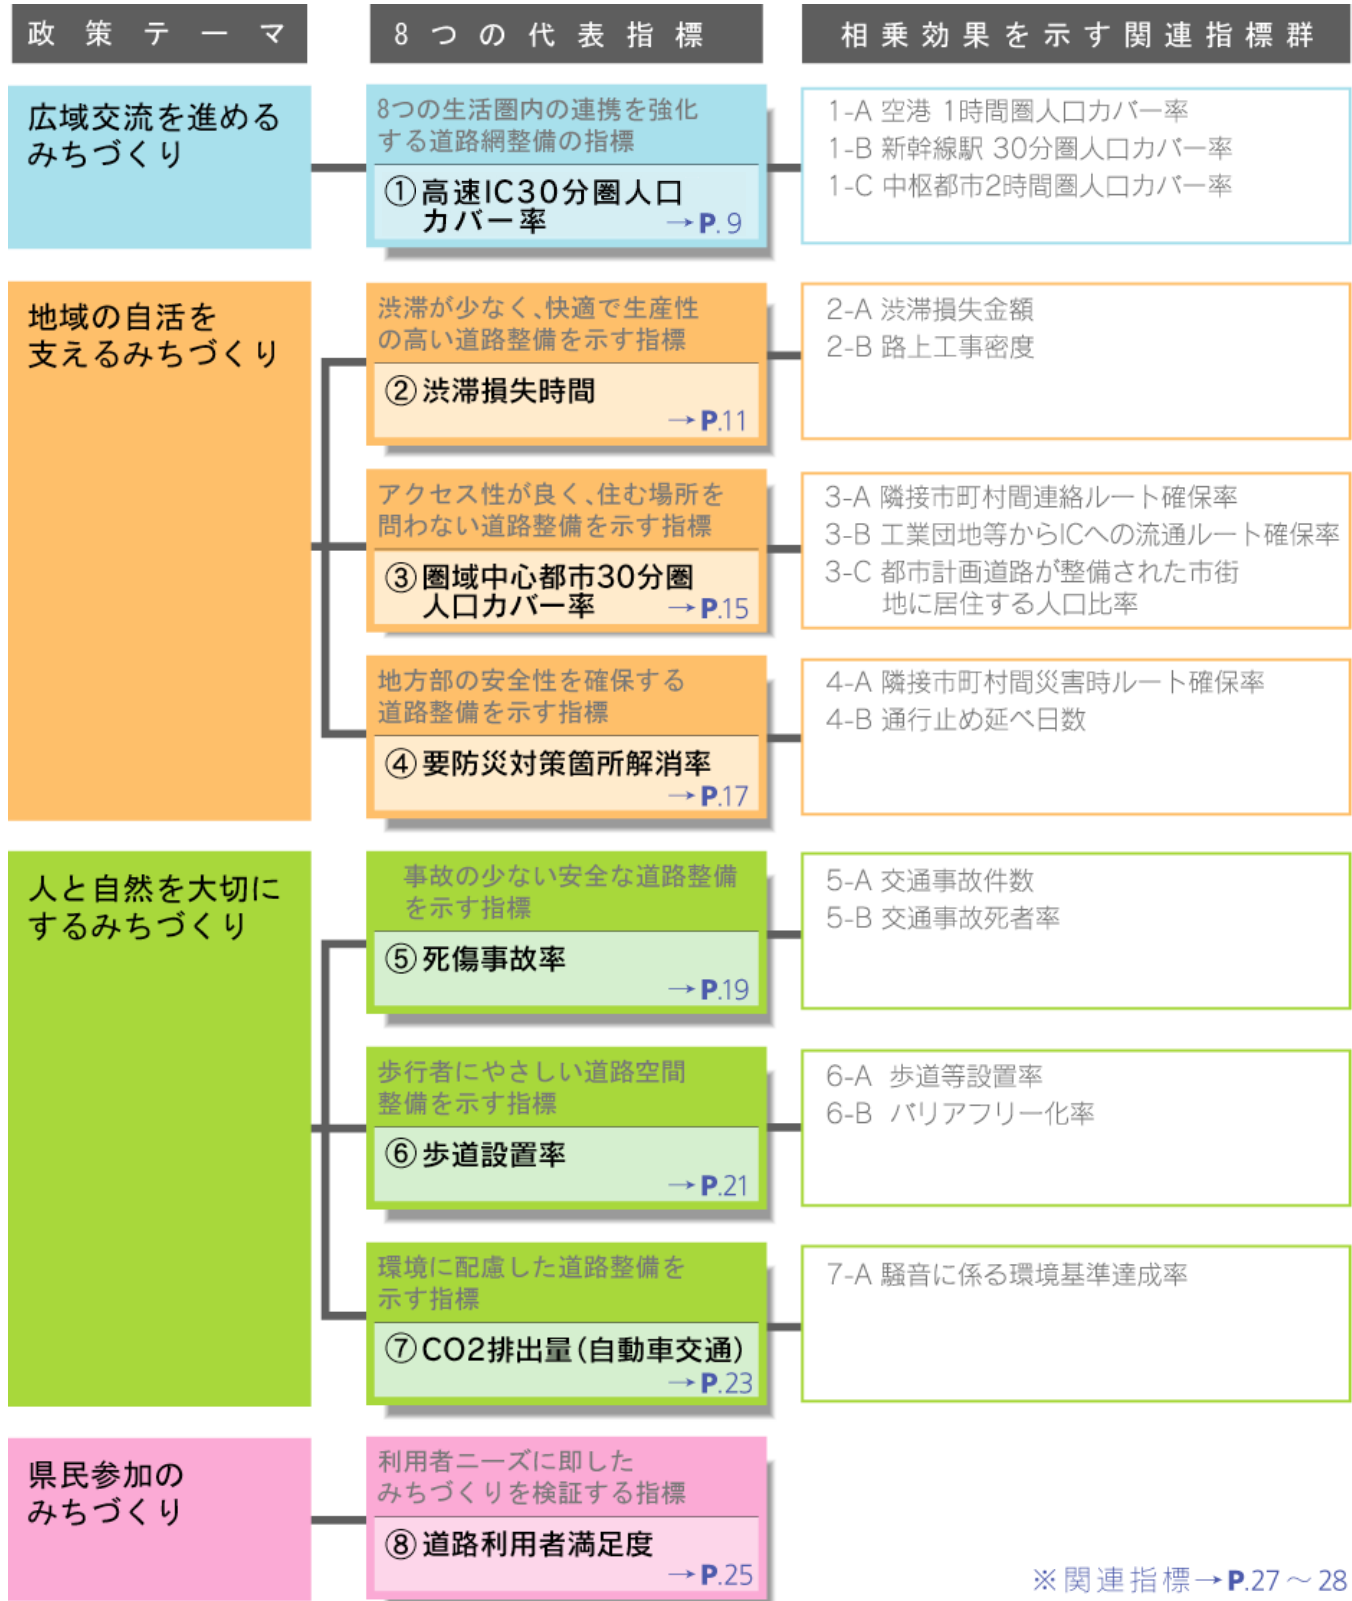 政策テーマ
8つの代表指標
相乗効果を示す関連指標群
広域交流を進める
みちづくり
8つの生活圏内の連携を強化
する道路網整備の指標
①高速IC30分圏人口
カバー率
→P.9
1-A 空港 1時間圏人口カバー率
1-B 新幹線駅 30分圏人口カバー率
1-C 中枢都市2時間圏人口カバー率
地域の自活を
支えるみちづくり
渋滞が少なく、快適で生産性
の高い道路整備を示す指標
②渋滞損失時間
→P.11
2-A 渋滞損失金額
2-B 路上工事密度
アクセス性が良く、住む場所を
問わない道路整備を示す指標
③圏域中心都市30分圏
人口カバー率
→P.15
3-A 隣接市町村間連絡ルート確保率
3-B 工業団地等からICへの流通ルート確保率
3-C 都市計画道路が整備された市街
地に居住する人口比率
地方部の安全性を確保する
道路整備を示す指標
④要防災対策箇所解消率
→P.17
4-A 隣接市町村間災害時ルート確保率
4-B 通行止め延べ日数
人と自然を大切に
するみちづくり
事故の少ない安全な道路整備
を示す指標
⑤死傷事故率
→P.19
5-A 交通事故件数
5-B 交通事故死者率
歩行者にやさしい道路空間
整備を示す指標
⑥歩道設置率
→P.21
6-A 歩道等設置率
6-B バリアフリー化率
環境に配慮した道路整備を
示す指標
⑦CO2排出量(自動車交通)
→P.23
7-A 騒音に係る環境基準達成率
県民参加の
みちづくり
利用者ニーズに即した
みちづくりを検証する指標
⑧道路利用者満足度
→P.25
※関連指標→P.27～28